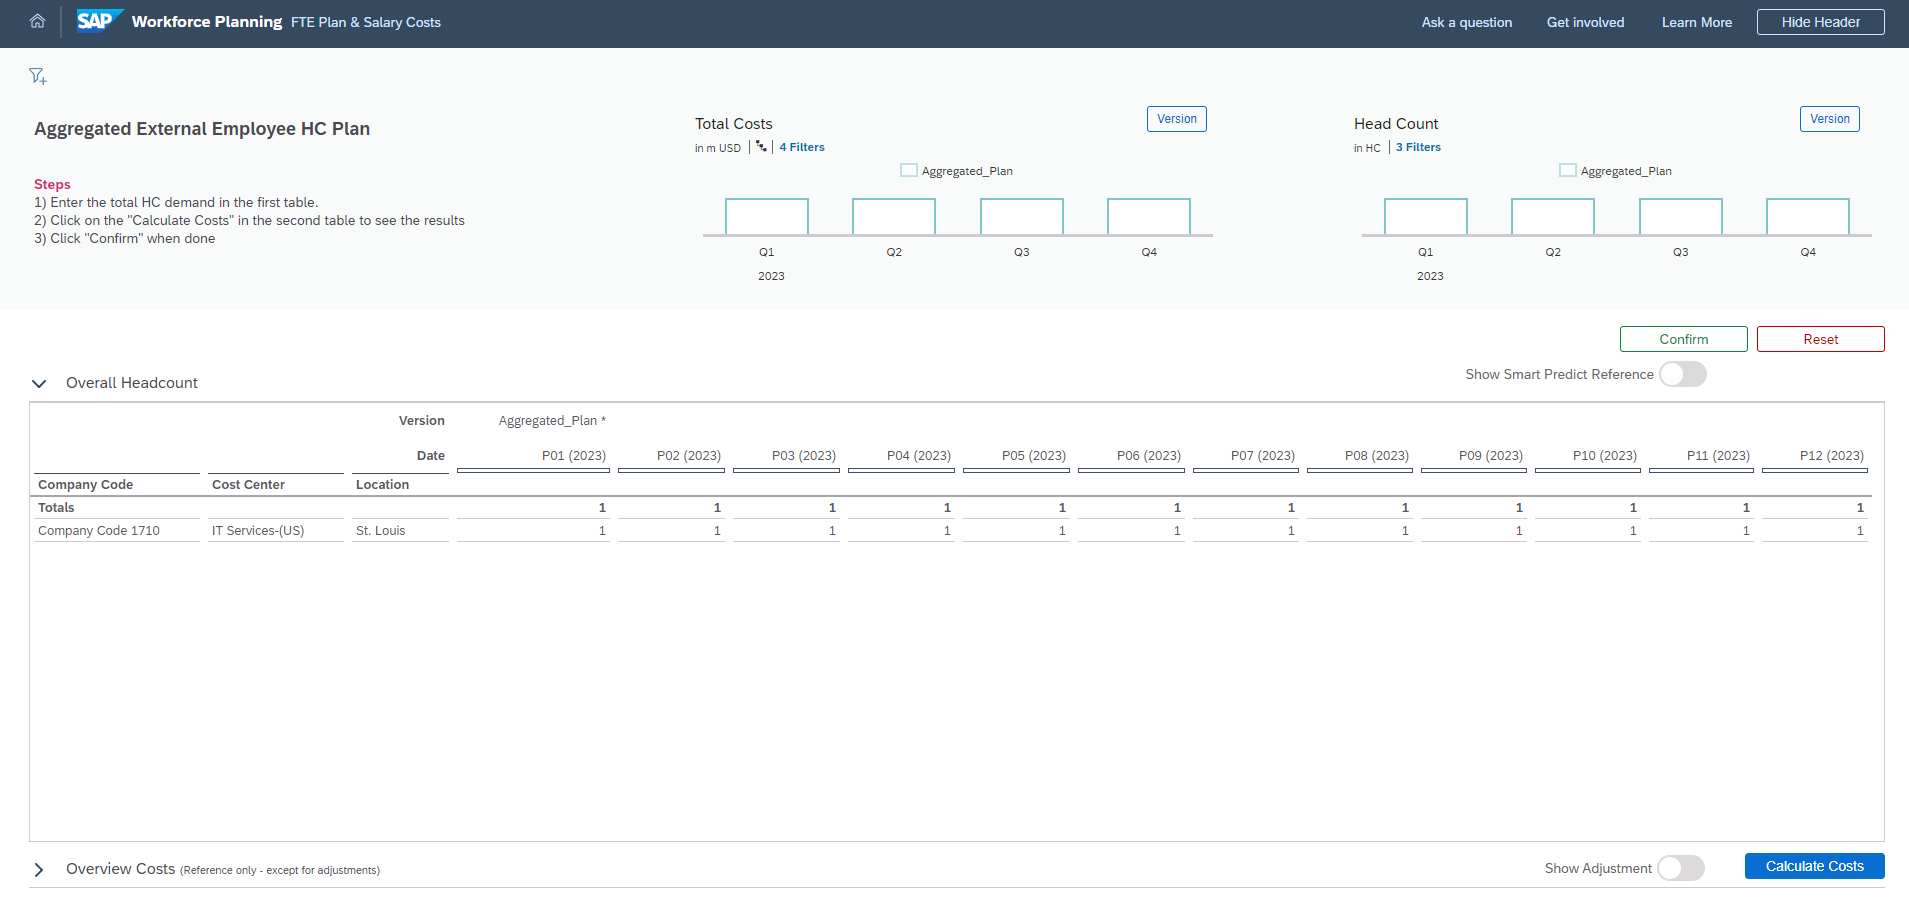 SAP Workforce Planning FTE Plan & Salary Costs Ask a question Get involved Learn More Hide Header
Aggregated External Employee HC Plan
Steps
1) Enter the total HC demand in the first table.
2) Click on the "Calculate Costs" in the second table to see the results
3) Click "Confirm" when done
Total Costs Version
in m USD 4 Filters
Aggregated_Plan
Q1 Q2 Q3 Q4
2023
Head Count Version
in HC 3 Filters
Aggregated_Plan
Q1 Q2 Q3 Q4
2023
Confirm Reset
Overall Headcount Show Smart Predict Reference
Version Aggregated_Plan *
Date P01 (2023) P02 (2023) P03 (2023) P04 (2023) P05 (2023) P06 (2023) P07 (2023) P08 (2023) P09 (2023) P10 (2023) P11 (2023) P12 (2023)
Company Code Cost Center Location
Totals 1 1 1 1 1 1 1 1 1 1 1 1
Company Code 1710 IT Services-(US) St. Louis 1 1 1 1 1 1 1 1 1 1 1 1
Overview Costs (Reference only - except for adjustments) Show Adjustment Calculate Costs